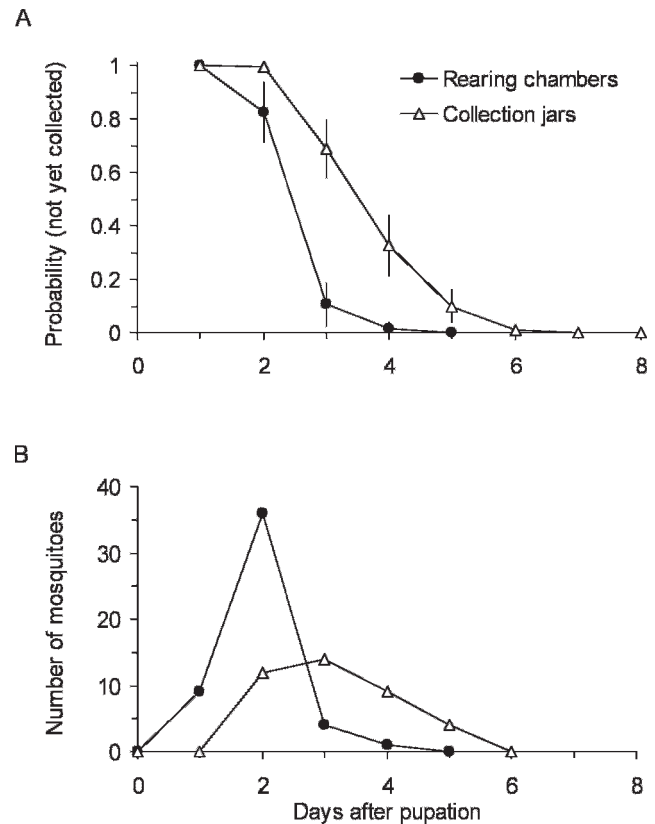 A
Probability (not yet collected)
1
0.8
0.6
0.4
0.2
0
0 2 4 6 8
Rearing chambers
Collection jars
B
Number of mosquitoes
40
30
20
10
0
0 2 4 6 8
Days after pupation